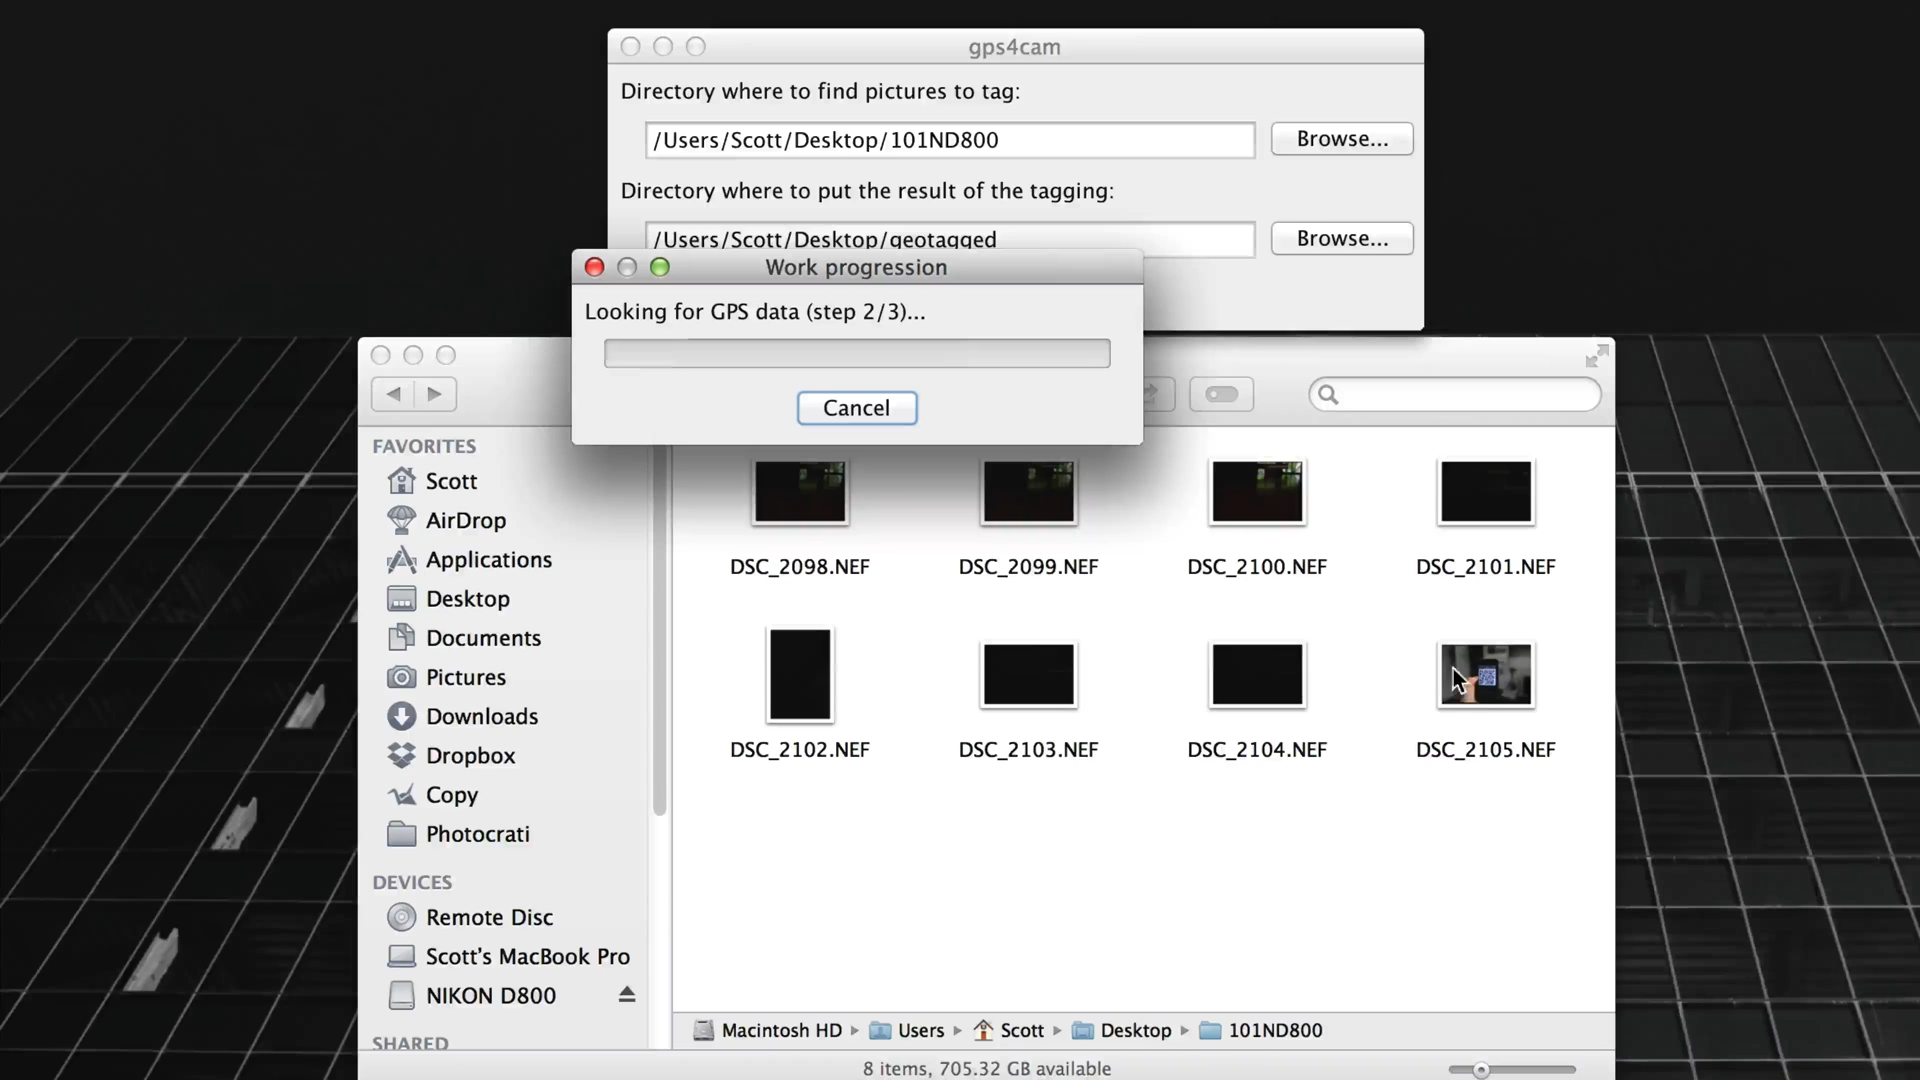 gps4cam
Directory where to find pictures to tag:
/Users/Scott/Desktop/101ND800
Browse...
Directory where to put the result of the tagging:
/Users/Scott/Desktop/geotagged
Browse...
Work progression
Looking for GPS data (step 2/3)...
Cancel
FAVORITES
Scott
AirDrop
Applications
Desktop
Documents
Pictures
Downloads
Dropbox
Copy
Photocrati
DEVICES
Remote Disc
Scott's MacBook Pro
NIKON D800
SHARED
DSC_2098.NEF
DSC_2099.NEF
DSC_2100.NEF
DSC_2101.NEF
DSC_2102.NEF
DSC_2103.NEF
DSC_2104.NEF
DSC_2105.NEF
Macintosh HD ▸ Users ▸ Scott ▸ Desktop ▸ 101ND800
8 items, 705.32 GB available